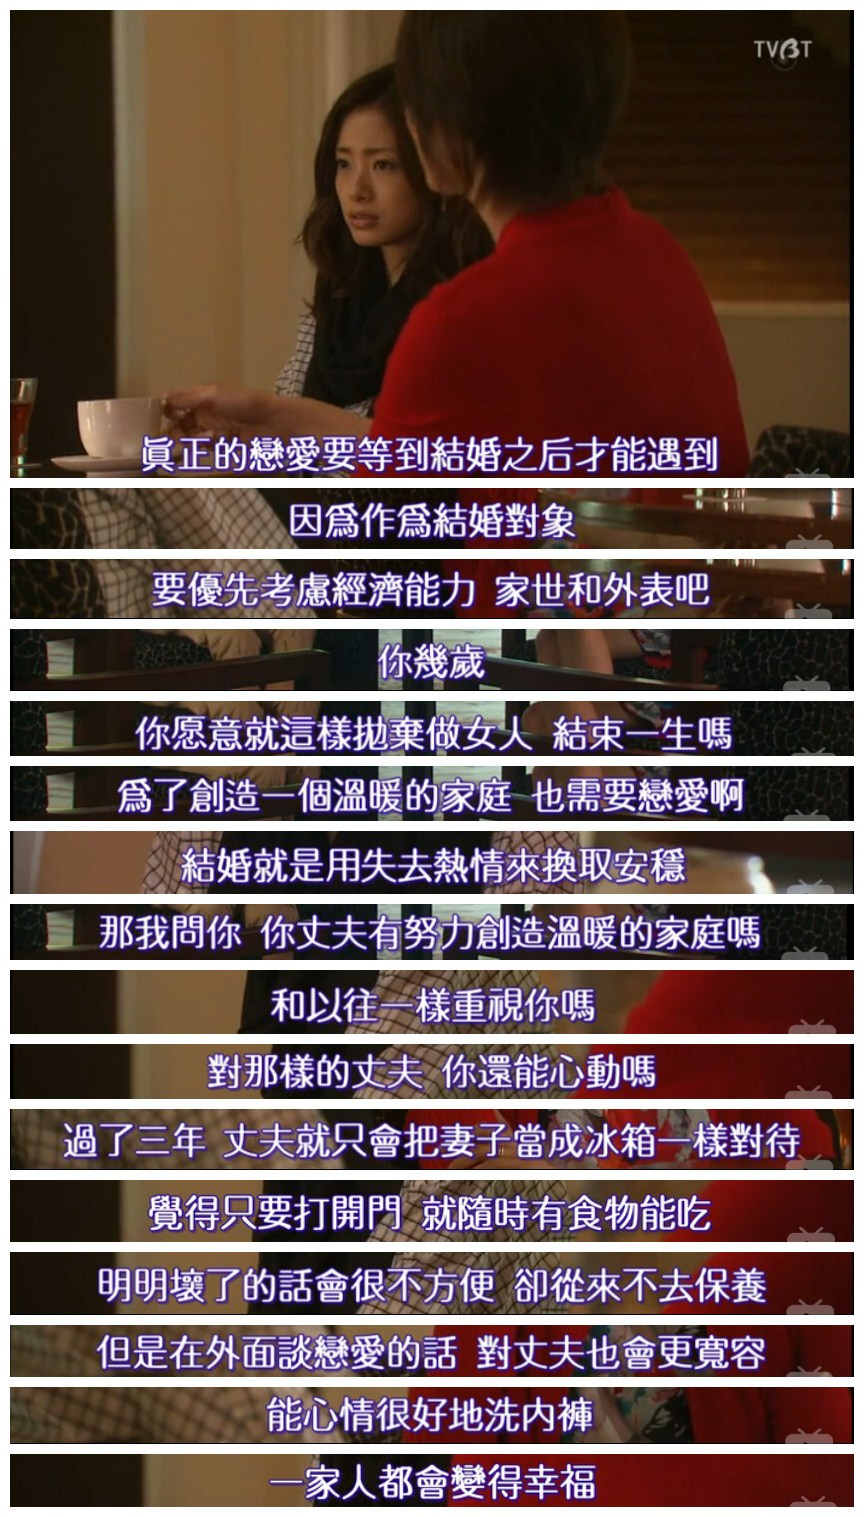 TVBT
眞正的戀愛要等到結婚之后才能遇到
因爲作爲結婚對象
要優先考慮經濟能力 家世和外表吧
你幾歲
你愿意就這樣拋棄做女人 結束一生嗎
爲了創造一個溫暖的家庭 也需要戀愛啊
結婚就是用失去熱情來換取安穩
那我問你 你丈夫有努力創造溫暖的家庭嗎
和以往一樣重視你嗎
對那樣的丈夫 你還能心動嗎
過了三年 丈夫就只會把妻子當成冰箱一樣對待
覺得只要打開門 就隨時有食物能吃
明明壞了的話會很不方便 卻從來不去保養
但是在外面談戀愛的話 對丈夫也會更寬容
能心情很好地洗内褲
一家人都會變得幸福